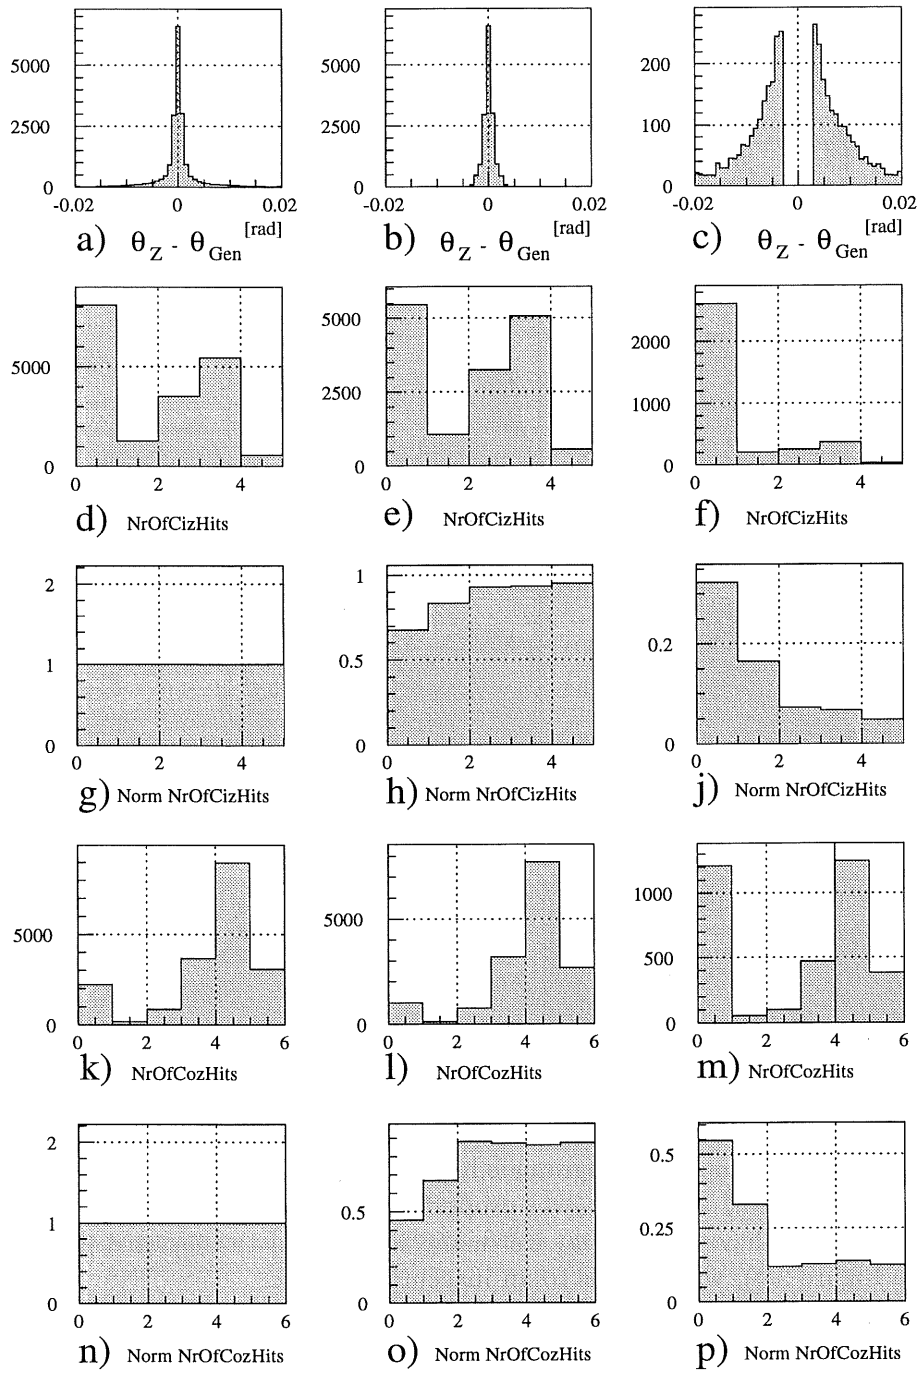 5000
2500
0
-0.02 0 0.02
[rad]
a) θZ - θGen
5000
2500
0
-0.02 0 0.02
[rad]
b) θZ - θGen
200
100
0
-0.02 0 0.02
[rad]
c) θZ - θGen
5000
0
0 2 4
d) NrOfCizHits
5000
2500
0
0 2 4
e) NrOfCizHits
2000
1000
0
0 2 4
f) NrOfCizHits
2
1
0
0 2 4
g) Norm NrOfCizHits
1
0.5
0
0 2 4
h) Norm NrOfCizHits
0.2
0
0 2 4
j) Norm NrOfCizHits
5000
0
0 2 4 6
k) NrOfCozHits
5000
0
0 2 4 6
l) NrOfCozHits
1000
500
0
0 2 4 6
m) NrOfCozHits
2
1
0
0 2 4 6
n) Norm NrOfCozHits
0.5
0
0 2 4 6
o) Norm NrOfCozHits
0.5
0.25
0
0 2 4 6
p) Norm NrOfCozHits